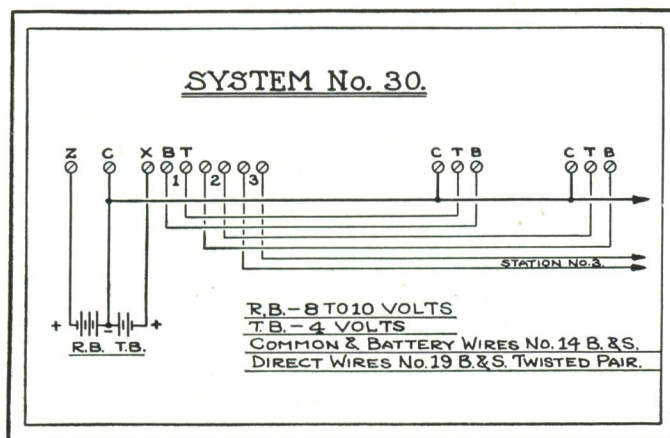 SYSTEM No. 30.
Z C X B T C T B C T B
1 2 3
STATION No. 3.
+ - +
R.B. T.B.
R.B. - 8 TO 10 VOLTS
T.B. - 4 VOLTS
COMMON & BATTERY WIRES No. 14 B. & S.
DIRECT WIRES No. 19 B. & S. TWISTED PAIR.